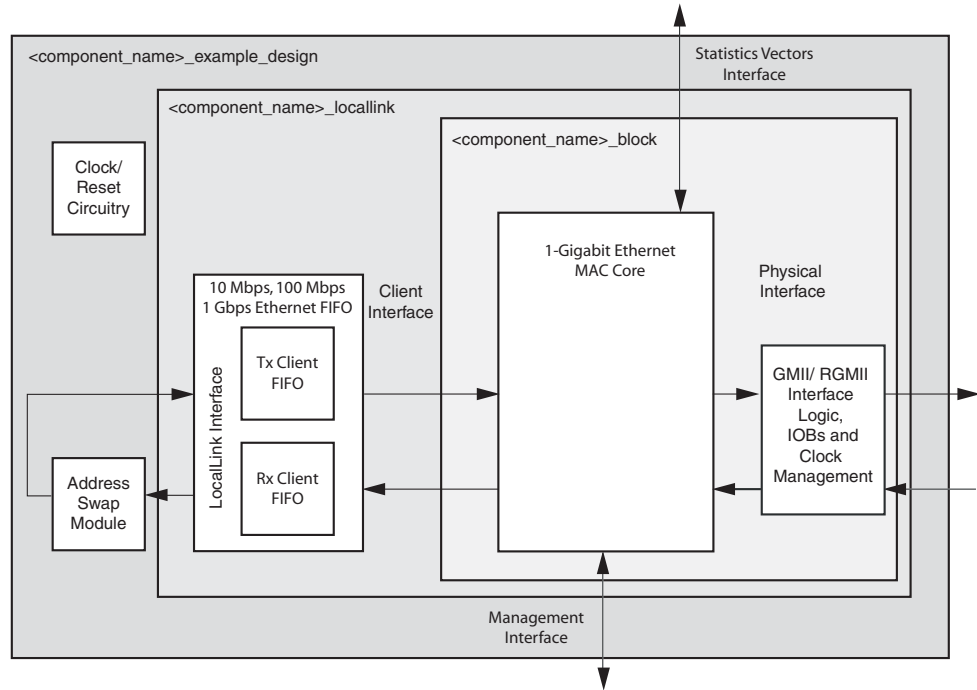 <component_name>_example_design
Statistics Vectors
Interface
<component_name>_locallink
<component_name>_block
Clock/
Reset
Circuitry
1-Gigabit Ethernet
MAC Core
Physical
Interface
10 Mbps, 100 Mbps
1 Gbps Ethernet FIFO
Client
Interface
LocalLink Interface
Tx Client
FIFO
Rx Client
FIFO
GMII/ RGMII
Interface
Logic,
IOBs and
Clock
Management
Address
Swap
Module
Management
Interface